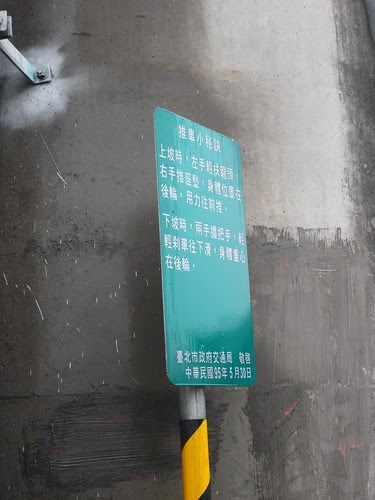 推車小秘訣
上坡時，左手輕扶龍頭，
右手推座墊，身體位置在
後輪，用力往前推。
下坡時，兩手握把手，輕
輕剎車往下滑，身體重心
在後輪。
臺北市政府交通局 敬啓
中華民國95年5月30日